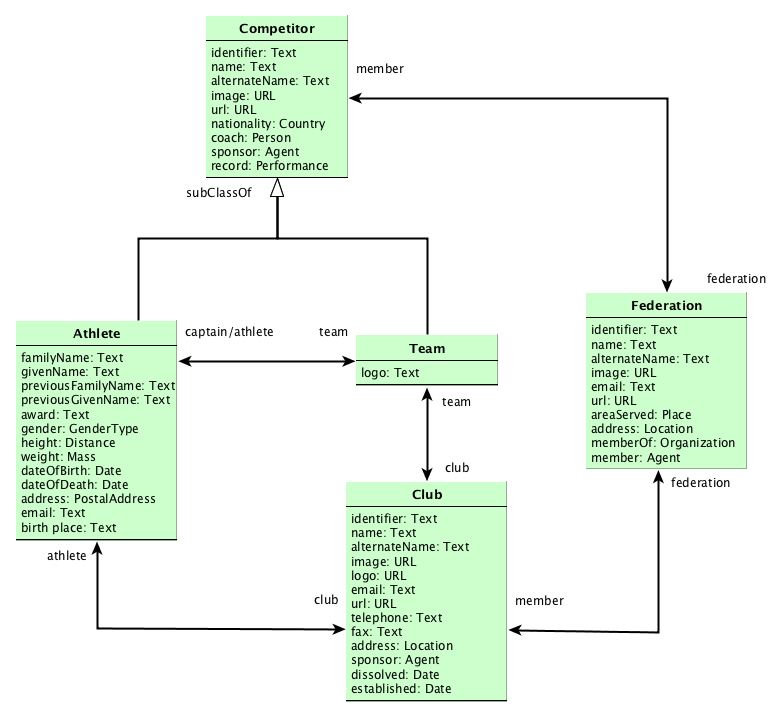 Competitor
identifier: Text
name: Text
alternateName: Text
image: URL
url: URL
nationality: Country
coach: Person
sponsor: Agent
record: Performance
member
subClassOf
federation
Federation
identifier: Text
name: Text
alternateName: Text
image: URL
email: Text
url: URL
areaServed: Place
address: Location
memberOf: Organization
member: Agent
federation
captain/athlete
team
Athlete
familyName: Text
givenName: Text
previousFamilyName: Text
previousGivenName: Text
award: Text
gender: GenderType
height: Distance
weight: Mass
dateOfBirth: Date
dateOfDeath: Date
address: PostalAddress
email: Text
birth place: Text
athlete
Team
logo: Text
team
club
Club
identifier: Text
name: Text
alternateName: Text
image: URL
logo: URL
email: Text
url: URL
telephone: Text
fax: Text
address: Location
sponsor: Agent
dissolved: Date
established: Date
club
member